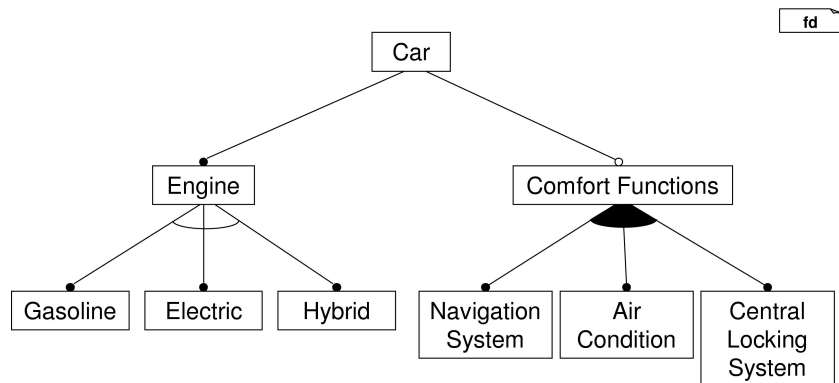 fd
Car
Engine
Comfort Functions
Gasoline
Electric
Hybrid
Navigation
System
Air
Condition
Central
Locking
System